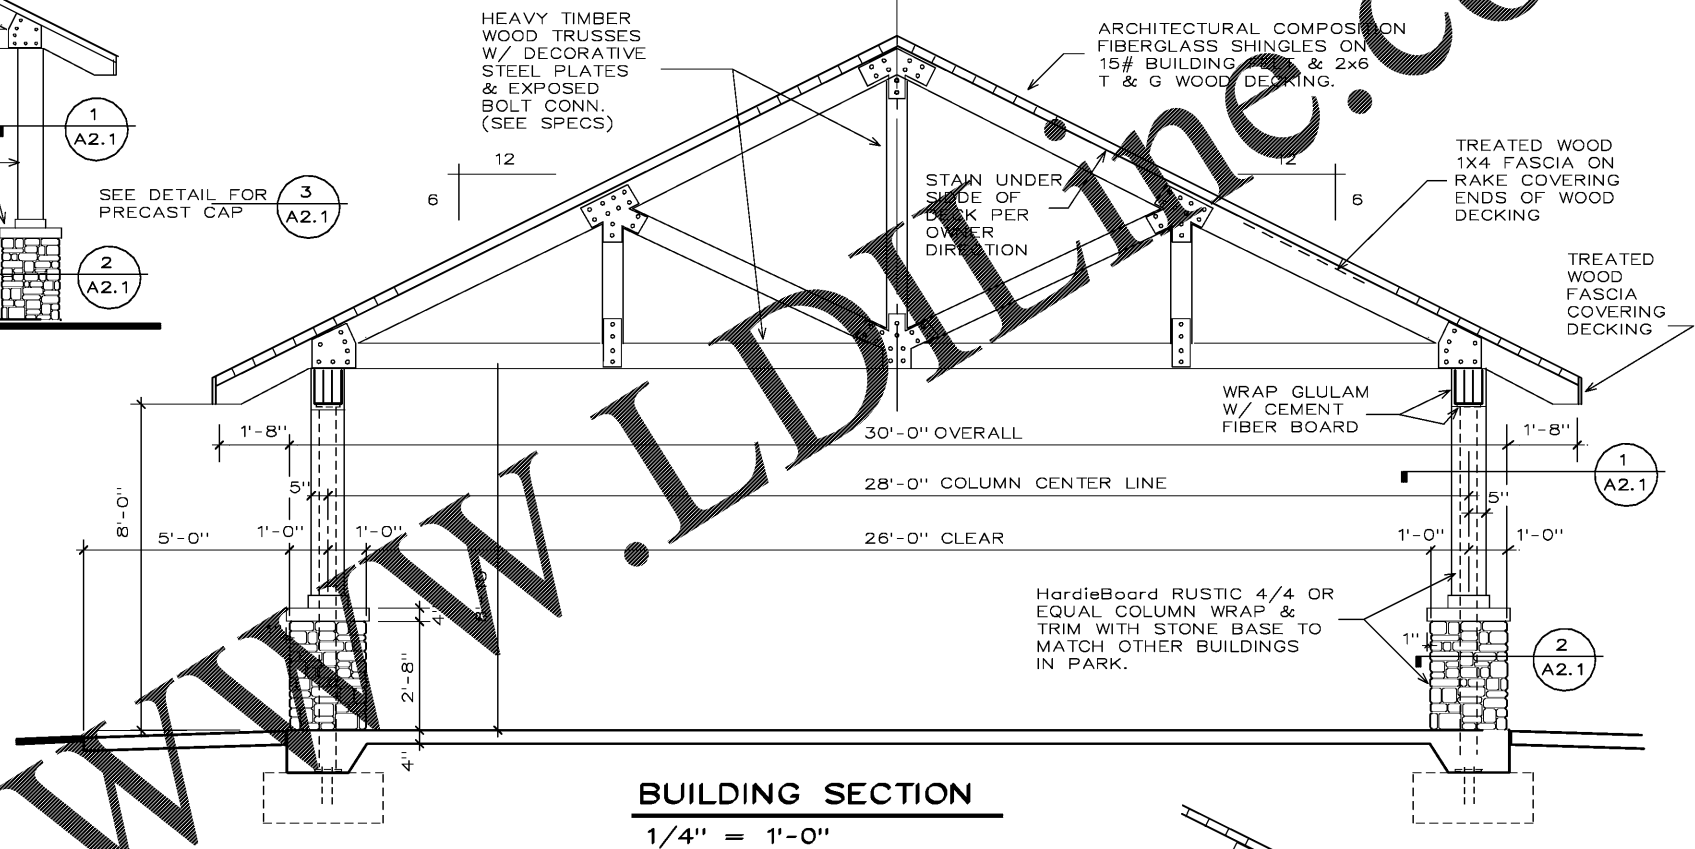 HEAVY TIMBER
WOOD TRUSSES
W/ DECORATIVE
STEEL PLATES
& EXPOSED
BOLT CONN.
(SEE SPECS)
ARCHITECTURAL COMPOSITION
FIBERGLASS SHINGLES ON
15# BUILDING FELT & 2x6
T & G WOOD DECKING.
1
A2.1
SEE DETAIL FOR
PRECAST CAP
3
A2.1
2
A2.1
12
6
STAIN UNDER
SIDDE OF
DECK PER
OWNER
DIRECTION
12
6
TREATED WOOD
1X4 FASCIA ON
RAKE COVERING
ENDS OF WOOD
DECKING
TREATED
WOOD
FASCIA
COVERING
DECKING
WRAP GLULAM
W/ CEMENT
FIBER BOARD
1'-8"
30'-0" OVERALL
1'-8"
1
A2.1
5"
28'-0" COLUMN CENTER LINE
5"
8'-0"
5'-0"
1'-0"
1'-0"
26'-0" CLEAR
1'-0"
1'-0"
HardieBoard RUSTIC 4/4 OR
EQUAL COLUMN WRAP &
TRIM WITH STONE BASE TO
MATCH OTHER BUILDINGS
IN PARK.
4"
2'-8"
4"
1"
2
A2.1
BUILDING SECTION
1/4" = 1'-0"
www.LDILine.co